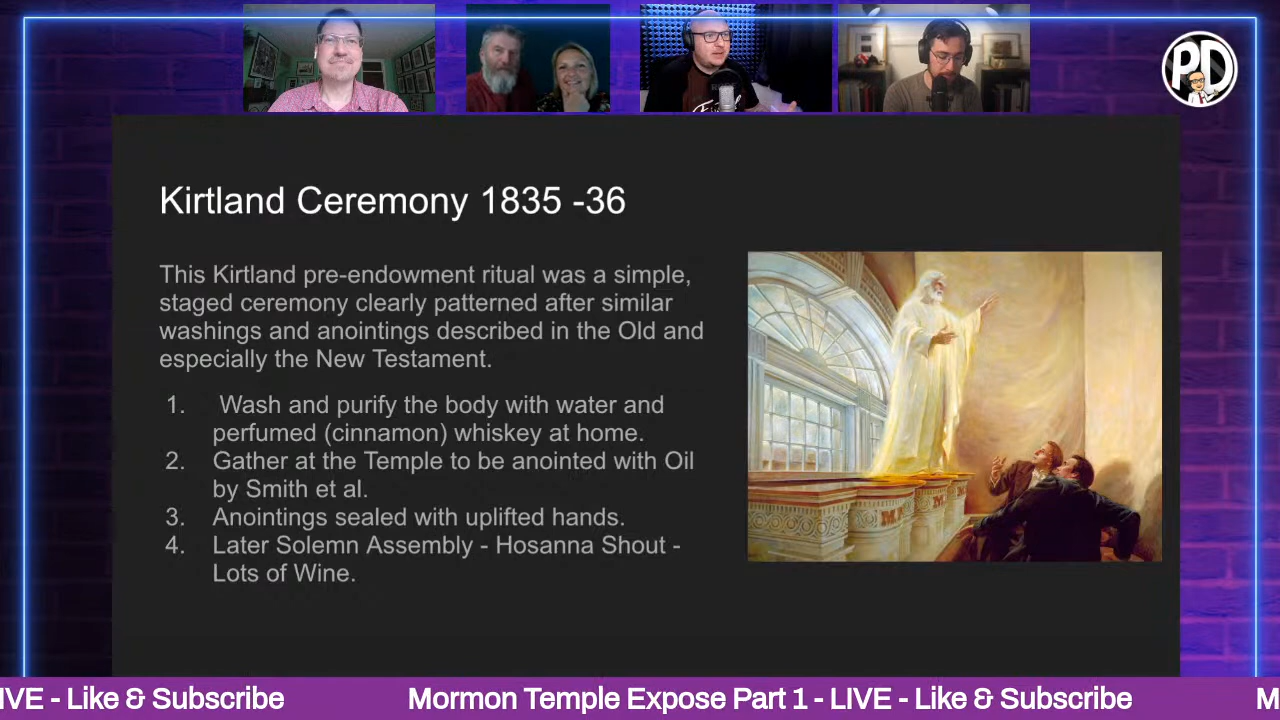 PD
Kirtland Ceremony 1835 -36
This Kirtland pre-endowment ritual was a simple,
staged ceremony clearly patterned after similar
washings and anointings described in the Old and
especially the New Testament.
1. Wash and purify the body with water and
perfumed (cinnamon) whiskey at home.
2. Gather at the Temple to be anointed with Oil
by Smith et al.
3. Anointings sealed with uplifted hands.
4. Later Solemn Assembly - Hosanna Shout -
Lots of Wine.
IVE - Like & Subscribe Mormon Temple Expose Part 1 - LIVE - Like & Subscribe M